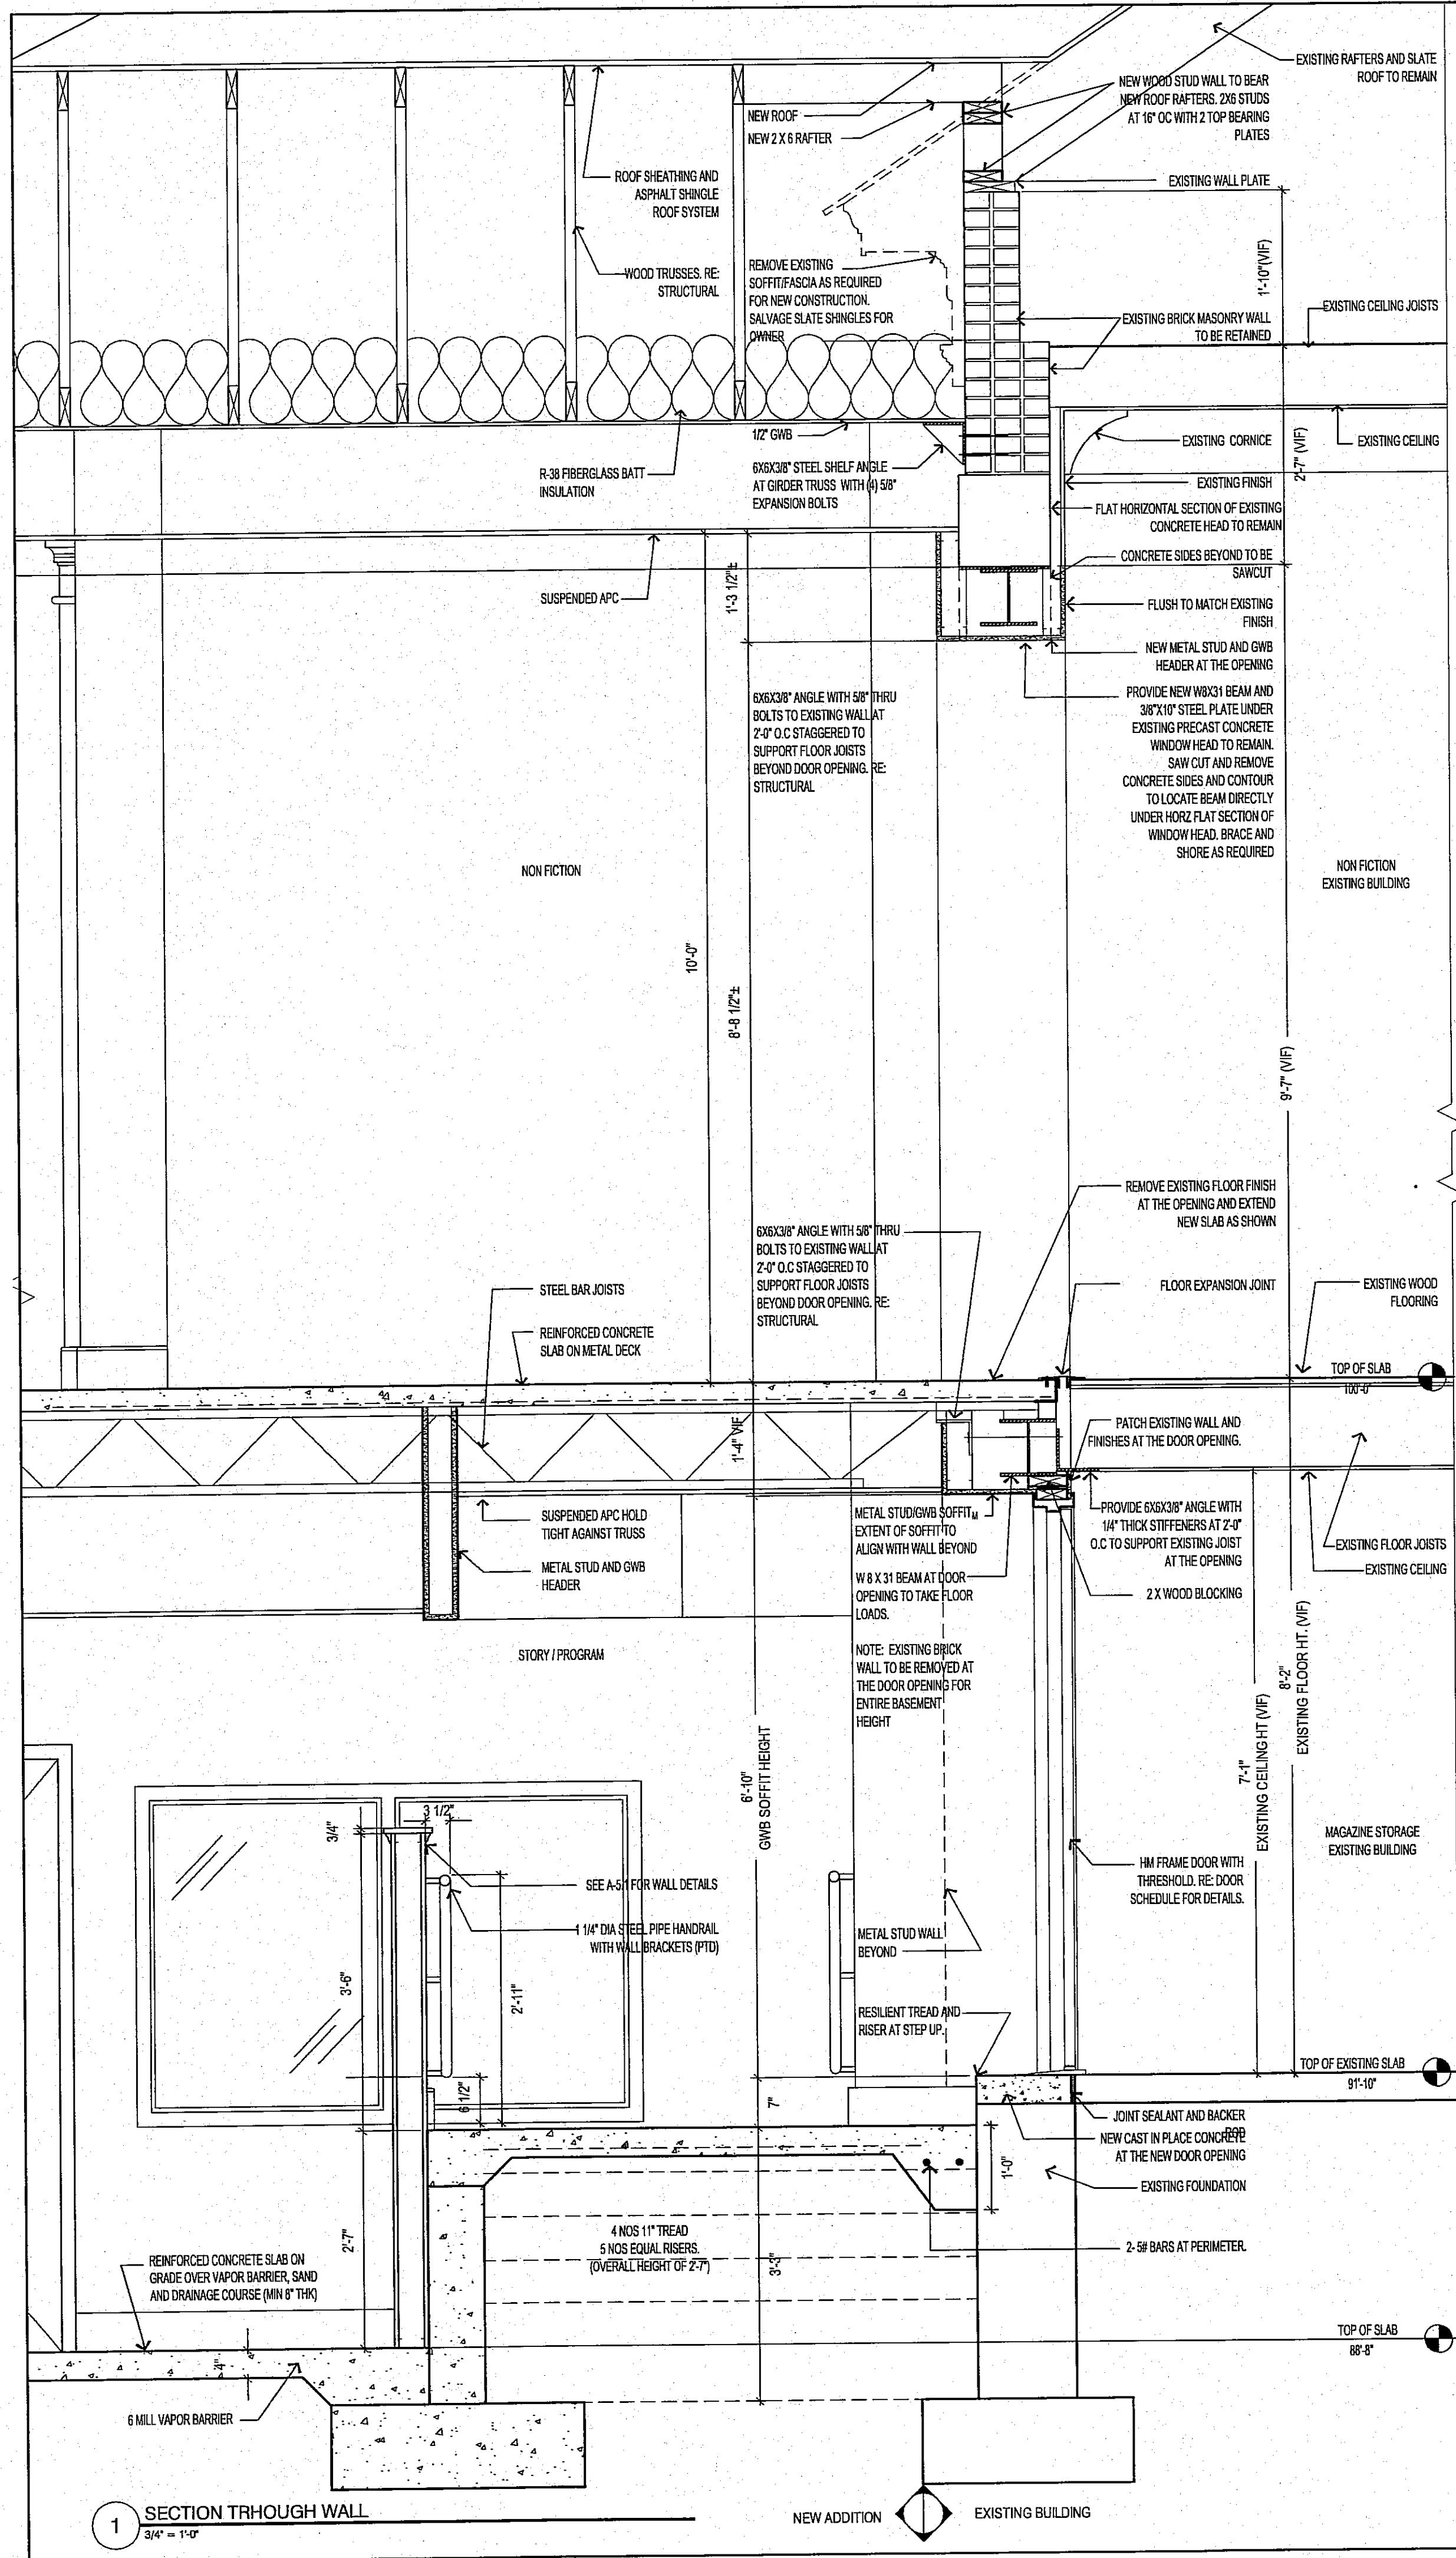 EXISTING RAFTERS AND SLATE
ROOF TO REMAIN
NEW WOOD STUD WALL TO BEAR
NEW ROOF RAFTERS. 2X6 STUDS
AT 16" OC WITH 2 TOP BEARING
PLATES
NEW ROOF
NEW 2 X 6 RAFTER
ROOF SHEATHING AND
ASPHALT SHINGLE
ROOF SYSTEM
EXISTING WALL PLATE
WOOD TRUSSES. RE:
STRUCTURAL
REMOVE EXISTING
SOFFIT/FASCIA AS REQUIRED
FOR NEW CONSTRUCTION.
SALVAGE SLATE SHINGLES FOR
OWNER
1'-10"(VIF)
EXISTING CEILING JOISTS
EXISTING BRICK MASONRY WALL
TO BE RETAINED
1/2" GWB
EXISTING CORNICE
EXISTING CEILING
2'-7" (VIF)
R-38 FIBERGLASS BATT
INSULATION
6X6X3/8" STEEL SHELF ANGLE
AT GIRDER TRUSS WITH (4) 5/8"
EXPANSION BOLTS
EXISTING FINISH
FLAT HORIZONTAL SECTION OF EXISTING
CONCRETE HEAD TO REMAIN
CONCRETE SIDES BEYOND TO BE
SAWCUT
SUSPENDED APC
1'-3 1/2"±
FLUSH TO MATCH EXISTING
FINISH
NEW METAL STUD AND GWB
HEADER AT THE OPENING
6X6X3/8" ANGLE WITH 5/8" THRU
BOLTS TO EXISTING WALL AT
2'-0" O.C STAGGERED TO
SUPPORT FLOOR JOISTS
BEYOND DOOR OPENING. RE:
STRUCTURAL
PROVIDE NEW W8X31 BEAM AND
3/8"X10" STEEL PLATE UNDER
EXISTING PRECAST CONCRETE
WINDOW HEAD TO REMAIN.
SAW CUT AND REMOVE
CONCRETE SIDES AND CONTOUR
TO LOCATE BEAM DIRECTLY
UNDER HORZ FLAT SECTION OF
WINDOW HEAD. BRACE AND
SHORE AS REQUIRED
NON FICTION
NON FICTION
EXISTING BUILDING
10'-0"
8'-8 1/2"±
9'-7" (VIF)
REMOVE EXISTING FLOOR FINISH
AT THE OPENING AND EXTEND
NEW SLAB AS SHOWN
6X6X3/8" ANGLE WITH 5/8" THRU
BOLTS TO EXISTING WALL AT
2'-0" O.C STAGGERED TO
SUPPORT FLOOR JOISTS
BEYOND DOOR OPENING. RE:
STRUCTURAL
STEEL BAR JOISTS
FLOOR EXPANSION JOINT
EXISTING WOOD
FLOORING
REINFORCED CONCRETE
SLAB ON METAL DECK
TOP OF SLAB
100'-0"
1'-4" VIF
PATCH EXISTING WALL AND
FINISHES AT THE DOOR OPENING.
SUSPENDED APC HOLD
TIGHT AGAINST TRUSS
METAL STUD/GWB SOFFIT
EXTENT OF SOFFIT TO
ALIGN WITH WALL BEYOND
PROVIDE 6X6X3/8" ANGLE WITH
1/4" THICK STIFFENERS AT 2'-0"
O.C TO SUPPORT EXISTING JOIST
AT THE OPENING
EXISTING FLOOR JOISTS
EXISTING CEILING
METAL STUD AND GWB
HEADER
W 8 X 31 BEAM AT DOOR
OPENING TO TAKE FLOOR
LOADS.
2 X WOOD BLOCKING
STORY / PROGRAM
NOTE: EXISTING BRICK
WALL TO BE REMOVED AT
THE DOOR OPENING FOR
ENTIRE BASEMENT
HEIGHT
6'-10"
GWB SOFFIT HEIGHT
7'-1"
EXISTING CEILING HT (VIF)
8'-2"
EXISTING FLOOR HT. (VIF)
3/4"
3 1/2"
MAGAZINE STORAGE
EXISTING BUILDING
SEE A-5.1 FOR WALL DETAILS
HM FRAME DOOR WITH
THRESHOLD. RE: DOOR
SCHEDULE FOR DETAILS.
1 1/4" DIA STEEL PIPE HANDRAIL
WITH WALL BRACKETS (PTD)
METAL STUD WALL
BEYOND
3'-6"
2'-11"
RESILIENT TREAD AND
RISER AT STEP UP.
TOP OF EXISTING SLAB
91'-10"
6 1/2"
7"
JOINT SEALANT AND BACKER
ROD
NEW CAST IN PLACE CONCRETE
AT THE NEW DOOR OPENING
1'-0"
EXISTING FOUNDATION
2'-7"
4 NOS 11" TREAD
5 NOS EQUAL RISERS.
(OVERALL HEIGHT OF 2'-7")
3'-3"
2- 5# BARS AT PERIMETER.
REINFORCED CONCRETE SLAB ON
GRADE OVER VAPOR BARRIER, SAND
AND DRAINAGE COURSE (MIN 8" THK)
TOP OF SLAB
88'-8"
4"
6 MILL VAPOR BARRIER
1
SECTION TRHOUGH WALL
3/4" = 1'-0"
NEW ADDITION
EXISTING BUILDING